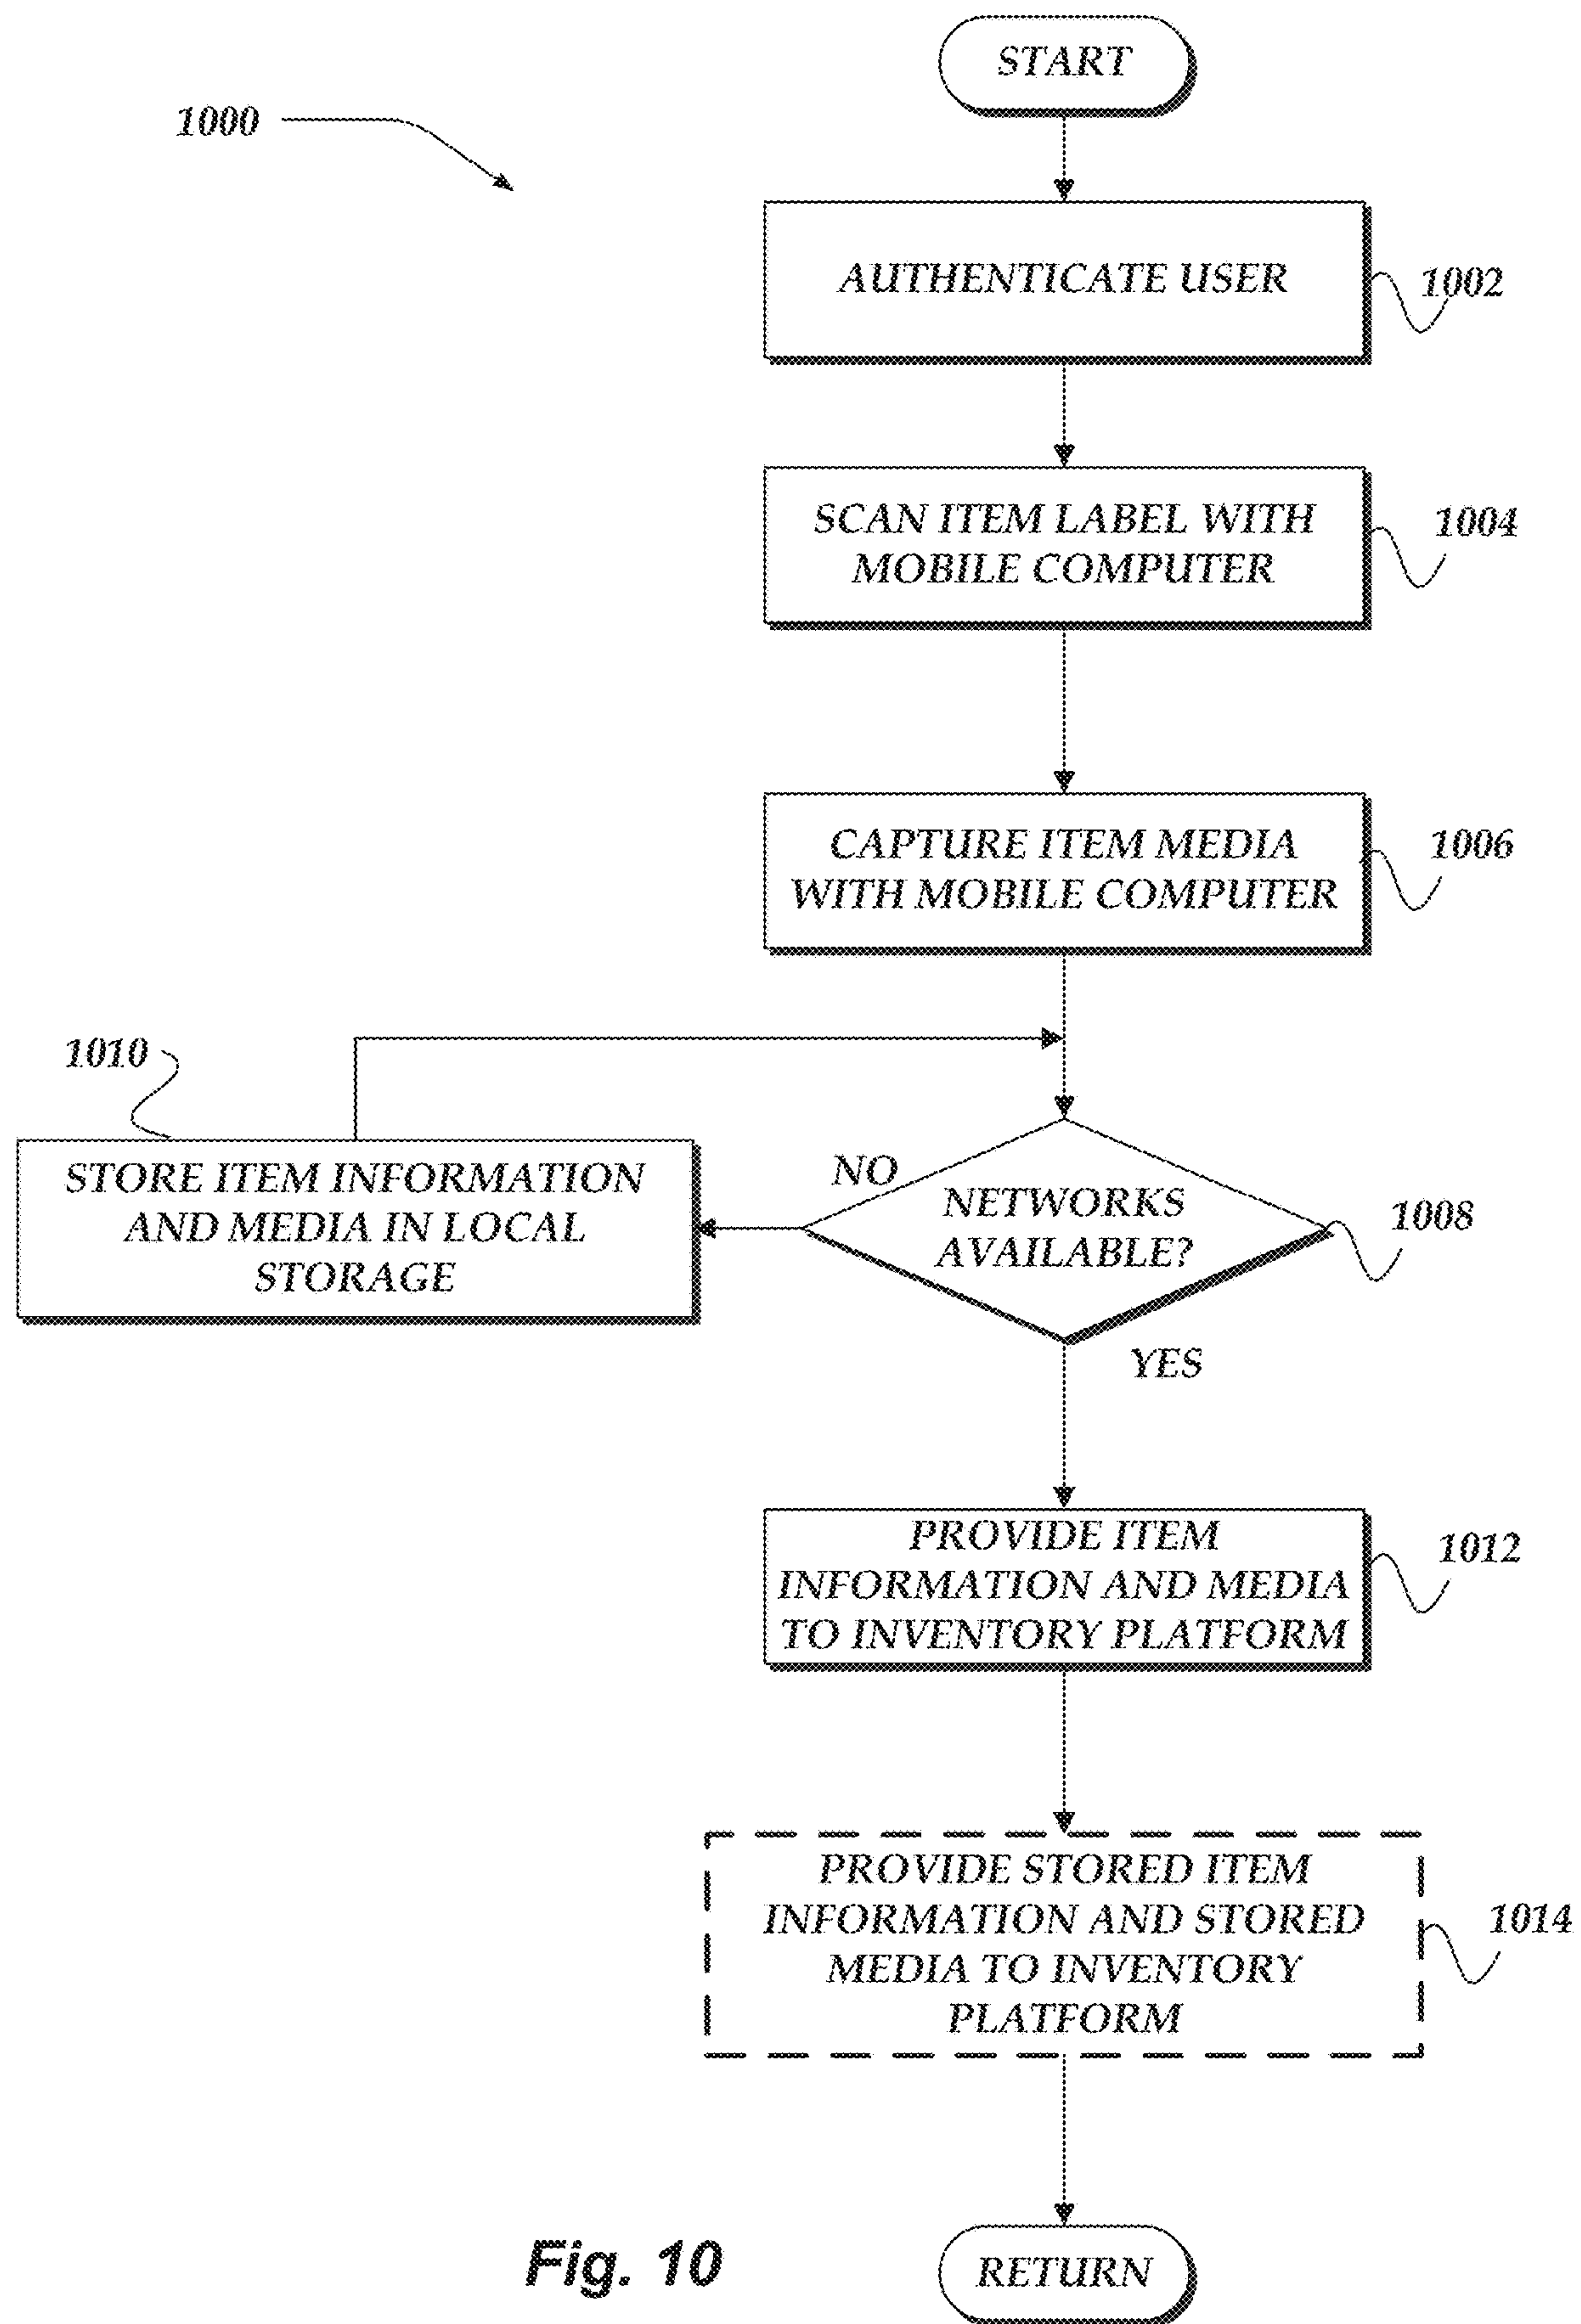 START
1000
AUTHENTICATE USER
1002
SCAN ITEM LABEL WITH
MOBILE COMPUTER
1004
CAPTURE ITEM MEDIA
WITH MOBILE COMPUTER
1006
1010
STORE ITEM INFORMATION
AND MEDIA IN LOCAL
STORAGE
NO
NETWORKS
AVAILABLE?
1008
YES
PROVIDE ITEM
INFORMATION AND MEDIA
TO INVENTORY PLATFORM
1012
PROVIDE STORED ITEM
INFORMATION AND STORED
MEDIA TO INVENTORY
PLATFORM
1014
Fig. 10
RETURN